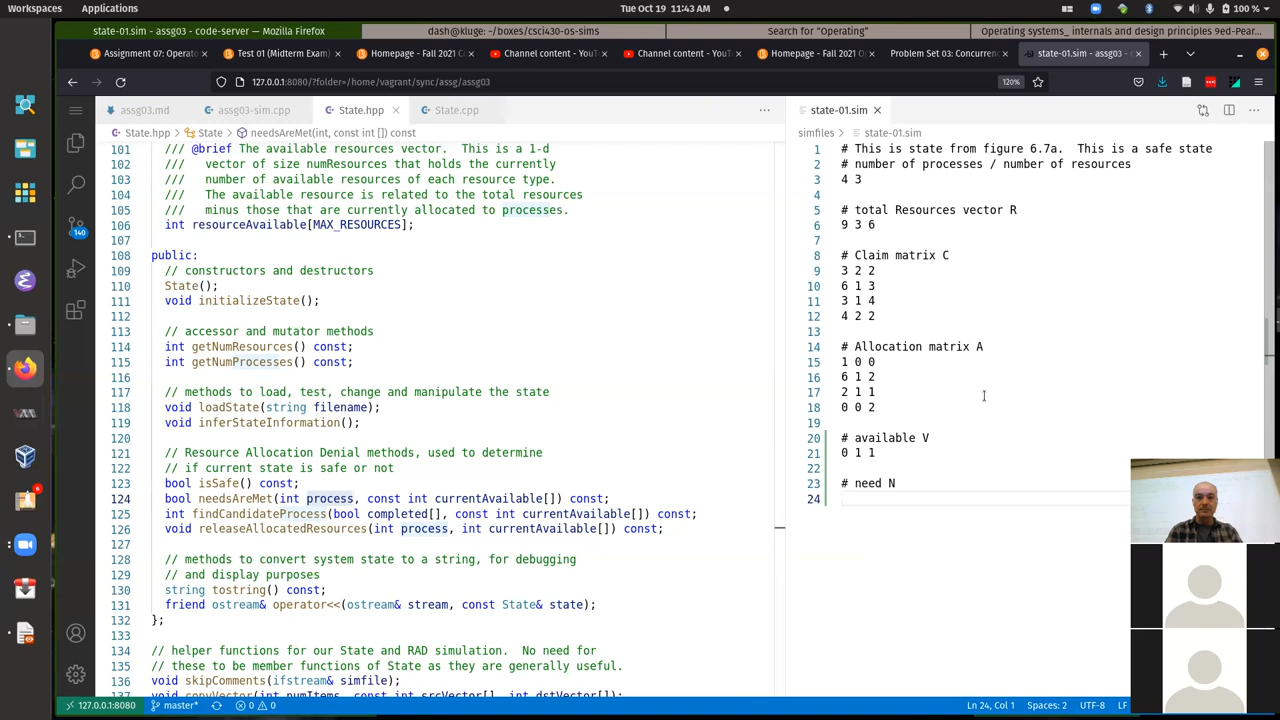 Workspaces Applications Tue Oct 19 11:43 AM 100 %
state-01.sim - assg03 - code-server — Mozilla Firefox dash@kluge: ~/boxes/csci430-os-sims Search for "Operating" Operating systems_ internals and design principles 9ed-Pear...
Assignment 07: Operato Test 01 (Midterm Exam) Homepage - Fall 2021 O Channel content - YouT Channel content - YouT Homepage - Fall 2021 O Problem Set 03: Concurrenc state-01.sim - assg03 - c
127.0.0.1:8080/?folder=/home/vagrant/sync/assg/assg03 120%
assg03.md assg03-sim.cpp State.hpp State.cpp
State.hpp State needsAreMet(int, const int []) const
101 /// @brief The available resources vector. This is a 1-d
102 /// vector of size numResources that holds the currently
103 /// number of available resources of each resource type.
104 /// The available resource is related to the total resources
105 /// minus those that are currently allocated to processes.
106 int resourceAvailable[MAX_RESOURCES];
107
108 public:
109 // constructors and destructors
110 State();
111 void initializeState();
112
113 // accessor and mutator methods
114 int getNumResources() const;
115 int getNumProcesses() const;
116
117 // methods to load, test, change and manipulate the state
118 void loadState(string filename);
119 void inferStateInformation();
120
121 // Resource Allocation Denial methods, used to determine
122 // if current state is safe or not
123 bool isSafe() const;
124 bool needsAreMet(int process, const int currentAvailable[]) const;
125 int findCandidateProcess(bool completed[], const int currentAvailable[]) const;
126 void releaseAllocatedResources(int process, int currentAvailable[]) const;
127
128 // methods to convert system state to a string, for debugging
129 // and display purposes
130 string tostring() const;
131 friend ostream& operator<<(ostream& stream, const State& state);
132 };
133
134 // helper functions for our State and RAD simulation. No need for
135 // these to be member functions of State as they are generally useful.
136 void skipComments(ifstream& simfile);
137 void copyVector(int numItems, const int srcVector[], int dstVector[]);
state-01.sim
simfiles state-01.sim
1 # This is state from figure 6.7a. This is a safe state
2 # number of processes / number of resources
3 4 3
4
5 # total Resources vector R
6 9 3 6
7
8 # Claim matrix C
9 3 2 2
10 6 1 3
11 3 1 4
12 4 2 2
13
14 # Allocation matrix A
15 1 0 0
16 6 1 2
17 2 1 1
18 0 0 2
19
20 # available V
21 0 1 1
22
23 # need N
24
140
6
127.0.0.1:8080 master* 0 0 Ln 24, Col 1 Spaces: 2 UTF-8 LF